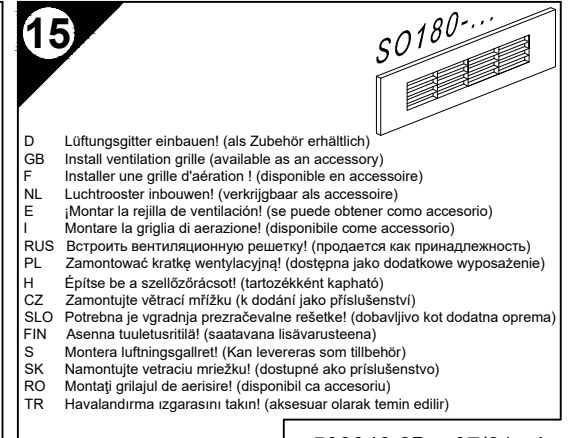 15
SO180-...
D Lüftungsgitter einbauen! (als Zubehör erhältlich)
GB Install ventilation grille (available as an accessory)
F Installer une grille d'aération ! (disponible en accessoire)
NL Luchtrooster inbouwen! (verkrijgbaar als accessoire)
E ¡Montar la rejilla de ventilación! (se puede obtener como accesorio)
I Montare la griglia di aerazione! (disponibile come accessorio)
RUS Встроить вентиляционную решетку! (продается как принадлежность)
PL Zamontować kratkę wentylacyjną! (dostępna jako dodatkowe wyposażenie)
H Építse be a szellőzőrácsot! (tartozékként kapható)
CZ Zamontujte větrací mřížku (k dodání jako příslušenství)
SLO Potrebna je vgradnja prezračevalne rešetke! (dobavljivo kot dodatna oprema)
FIN Asenna tuuletusritilä! (saatavana lisävarusteena)
S Montera luftningsgallret! (Kan levereras som tillbehör)
SK Namontujte vetraciu mriežku! (dostupné ako príslušenstvo)
RO Montaţi grilajul de aerisire! (disponibil ca accesoriu)
TR Havalandırma ızgarasını takın! (aksesuar olarak temin edilir)